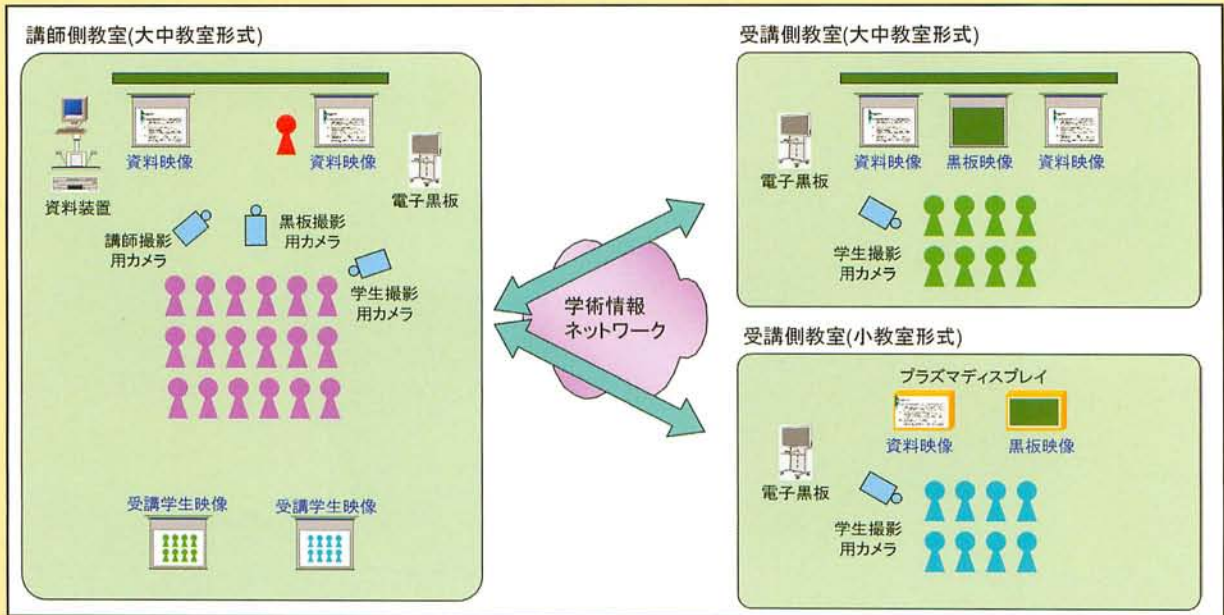 講師側教室(大中教室形式)
資料映像
資料映像
資料装置
電子黒板
講師撮影
用カメラ
黒板撮影
用カメラ
学生撮影
用カメラ
受講学生映像
受講学生映像
学術情報
ネットワーク
受講側教室(大中教室形式)
資料映像
黒板映像
資料映像
電子黒板
学生撮影
用カメラ
受講側教室(小教室形式)
プラズマディスプレイ
資料映像
黒板映像
電子黒板
学生撮影
用カメラ